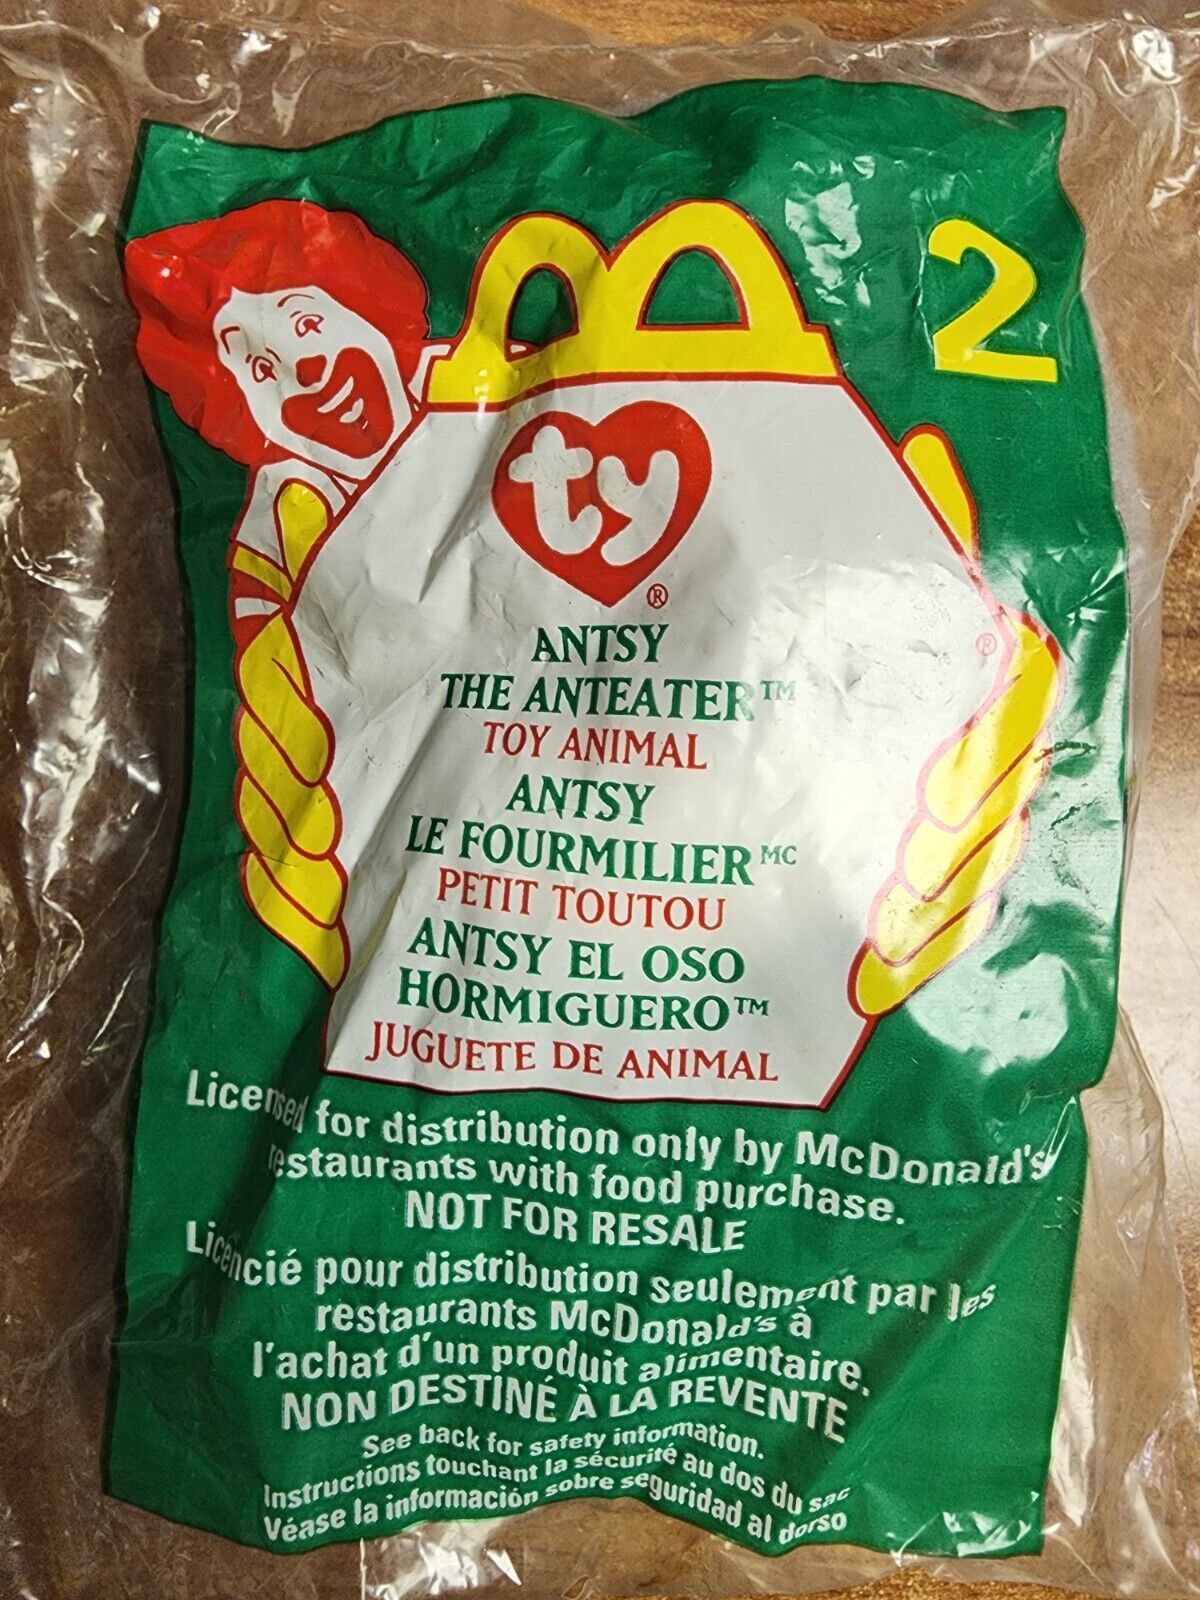 2
ty
®
®
ANTSY
THE ANTEATER™
TOY ANIMAL
ANTSY
LE FOURMILIER MC
PETIT TOUTOU
ANTSY EL OSO
HORMIGUERO™
JUGUETE DE ANIMAL
Licensed for distribution only by McDonald's
restaurants with food purchase.
NOT FOR RESALE
Licencié pour distribution seulement par les
restaurants McDonald's à
l'achat d'un produit alimentaire.
NON DESTINÉ À LA REVENTE
See back for safety information.
Instructions touchant la sécurité au dos du sac
Véase la información sobre seguridad al dorso